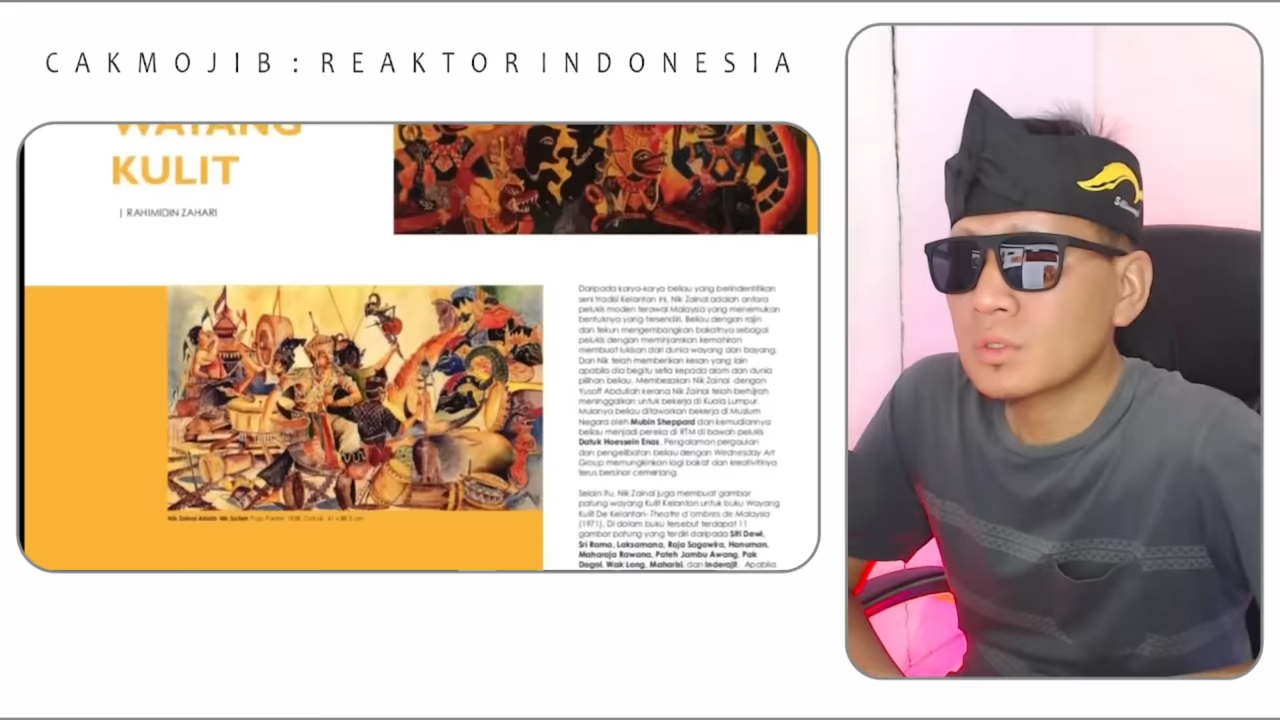 CAKMOJIB : REAKTOR INDONESIA
WAYANG
KULIT
| RAHIMIDIN ZAHARI
Daripada karya-karya beliau yang beridentitikan
seni tradisi Kelantan ini, Nik Zainal adalah antara
pelukis moden terawal Malaysia yang menemukan
bentuknya yang tersendiri. Beliau dengan rajin
dan tekun mengembangkan bakatnya sebagai
pelukis dengan meminjamkan kemahiran
membuat lukisan dari dunia wayang dan bayang.
Dan Nik telah memberikan kesan yang lain
apabila dia begitu setia kepada alam dan dunia
pilihan beliau. Membezakan Nik Zainal dengan
Yusoff Abdullah kerana Nik Zainal telah berhijrah
meninggalkan untuk bekerja di Kuala Lumpur.
Mulanya beliau ditawarkan bekerja di Muzium
Negara oleh Mubin Sheppard dan kemudiannya
beliau menjadi pereka di RTM di bawah pelukis
Datuk Hoessein Enas. Pengalaman pergaulan
dan pengelibatan beliau dengan Wednesday Art
Group memungkinkan lagi bakat dan kreativitinya
terus bersinar cemerlang.
Selain itu, Nik Zainal juga membuat gambar
patung wayang Kulit Kelantan untuk buku Wayang
Kulit De Kelantan- Theatre d'ombres de Malaysia
(1971). Di dalam buku tersebut terdapat 11
gambar patung yang terdiri daripada Siti Dewi,
Sri Rama, Laksamana, Raja Sagawira, Hanuman,
Maharaja Rawana, Pateh Jambu Awang, Pak
Dogol, Wak Long, Maharisi, dan Inderajit. Apabila